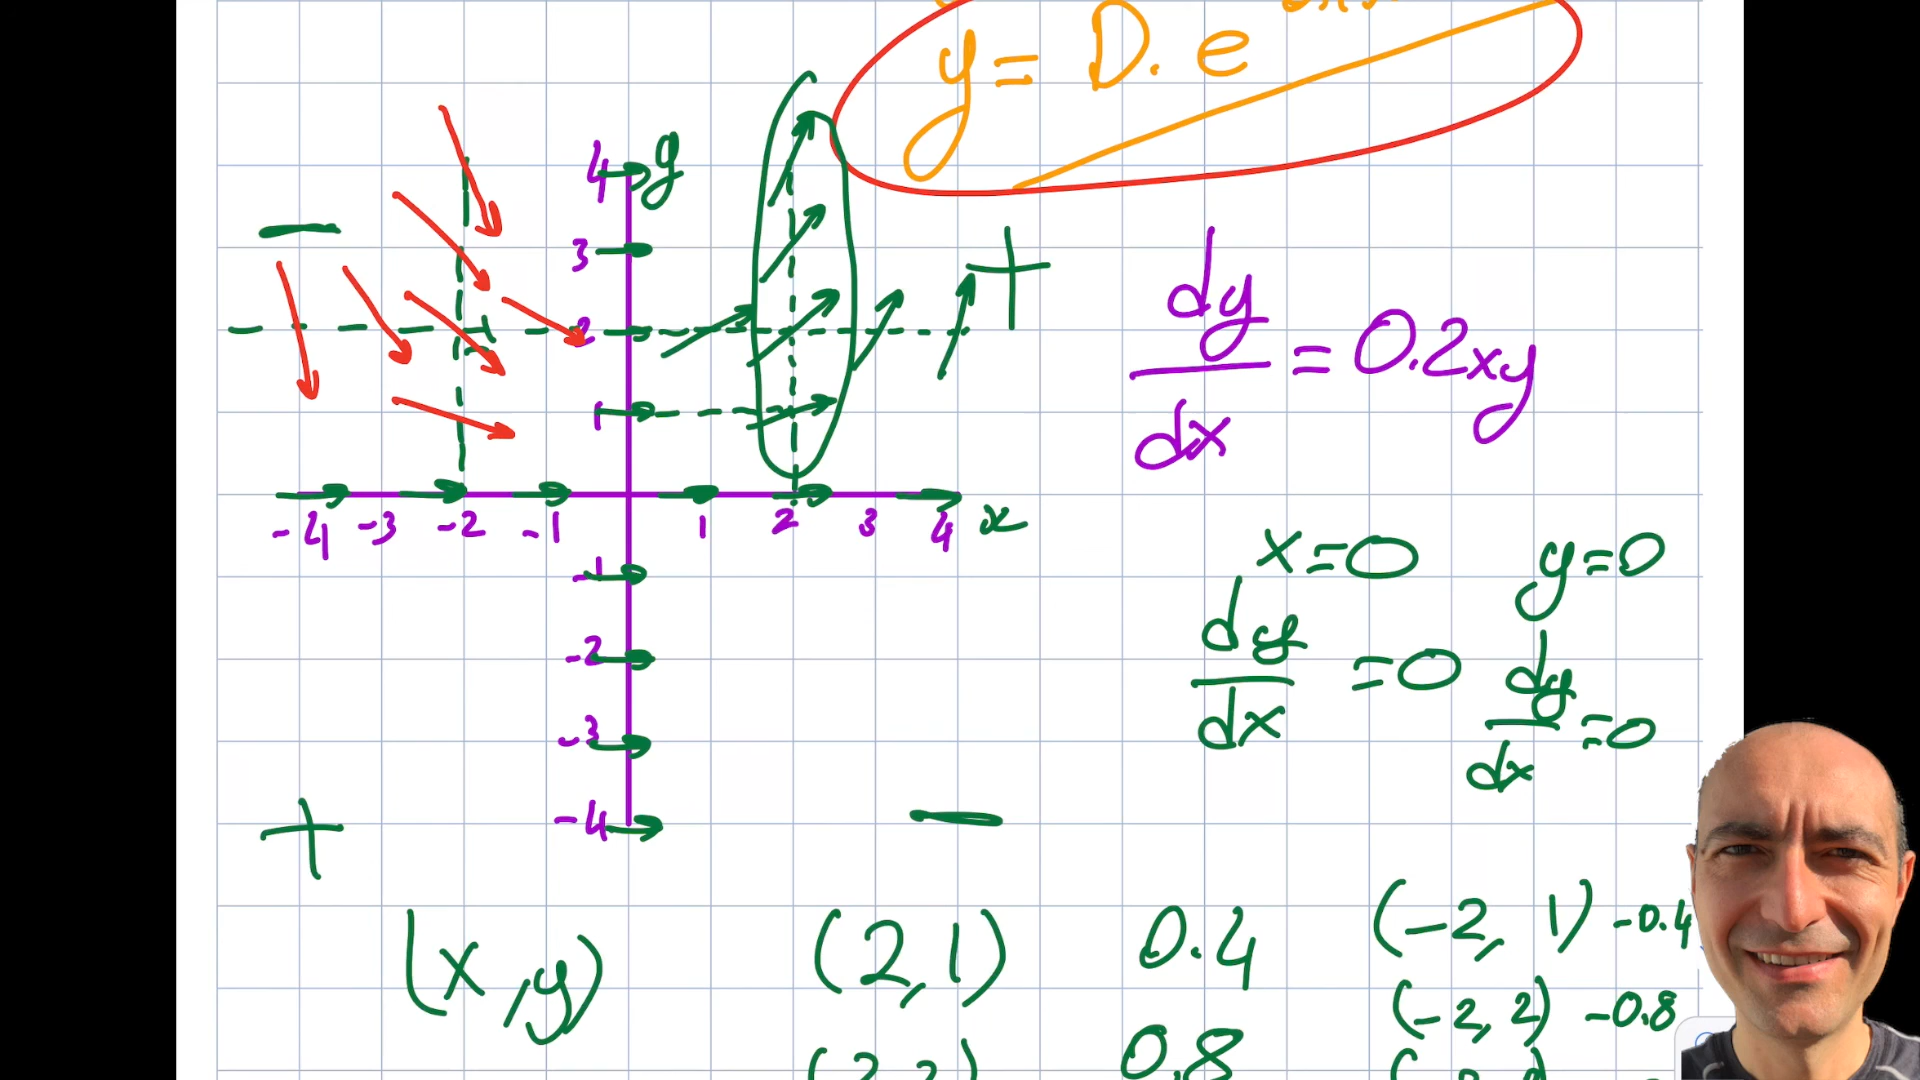 y = D. e
4 y
3
2
1
-4 -3 -2 -1 1 2 3 4 x
-1
-2
-3
-4
− +
+ −
dy/dx = 0.2xy
x=0 y=0
dy/dx =0 dy/dx =0
(x,y) (2,1) 0.4 (-2, 1) -0.4
(-2, 2) -0.8
0.8